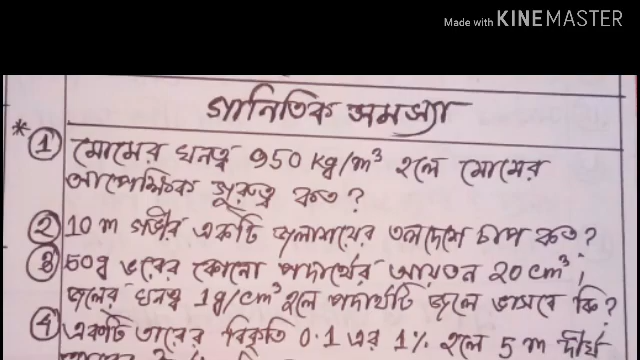 Made with KINEMASTER
গানিতিক সমস্যা
* ① মোমের ঘনত্ব 950 kg/m³ হলে মোমের
আপেক্ষিক গুরুত্ব কত?
② 10 m গভীর একটি জলাশয়ের তলদেশে চাপ কত?
③ 50g ভরের কোনো পদার্থের আয়তন 20 cm³;
জলের ঘনত্ব 1g/cm³ হলে পদার্থটি জলে ভাসবে কি?
④ একটি তারের বিকৃতি 0.1 এর 1% হলে 5 m দীর্ঘ